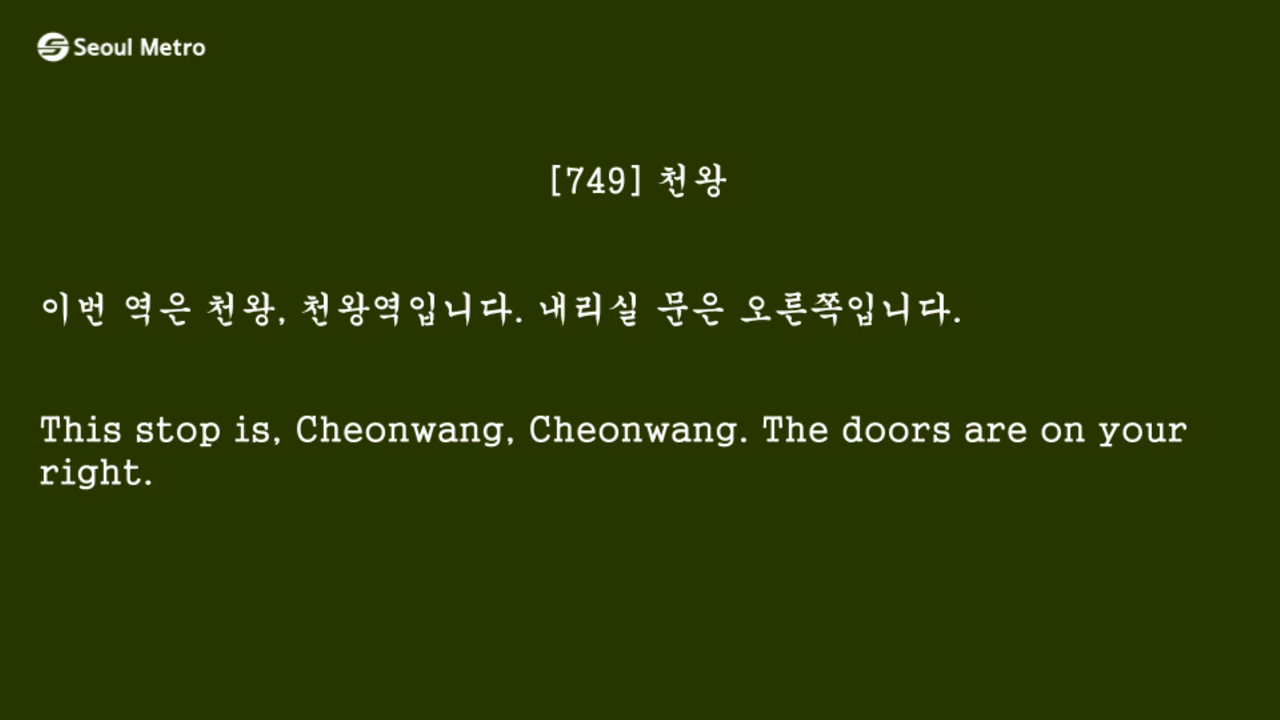 Seoul Metro
[749] 천왕
이번 역은 천왕, 천왕역입니다. 내리실 문은 오른쪽입니다.
This stop is, Cheonwang, Cheonwang. The doors are on your
right.